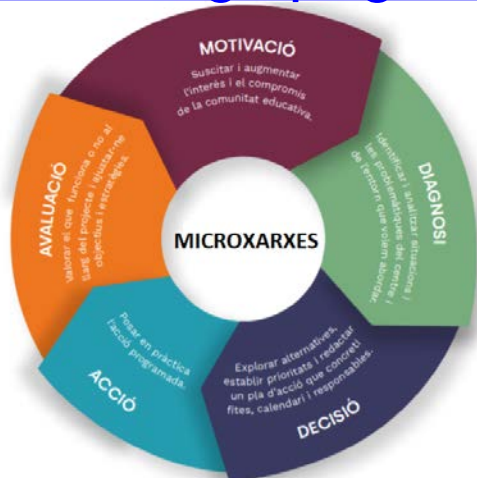 MOTIVACIÓ
Suscitar i augmentar
l'interès i el compromís
de la comunitat educativa.
DIAGNOSI
Identificar i analitzar situacions i
les problemàtiques del centre i
de l'entorn que volem abordar.
MICROXARXES
DECISIÓ
Explorar alternatives,
establir prioritats i redactar
un pla d'acció que concreti
fites, calendari i responsables.
ACCIÓ
Posar en pràctica
l'acció programada.
AVALUACIÓ
Valorar el que funciona o no al
llarg del projecte i ajustar-ne
objectius i estratègies.